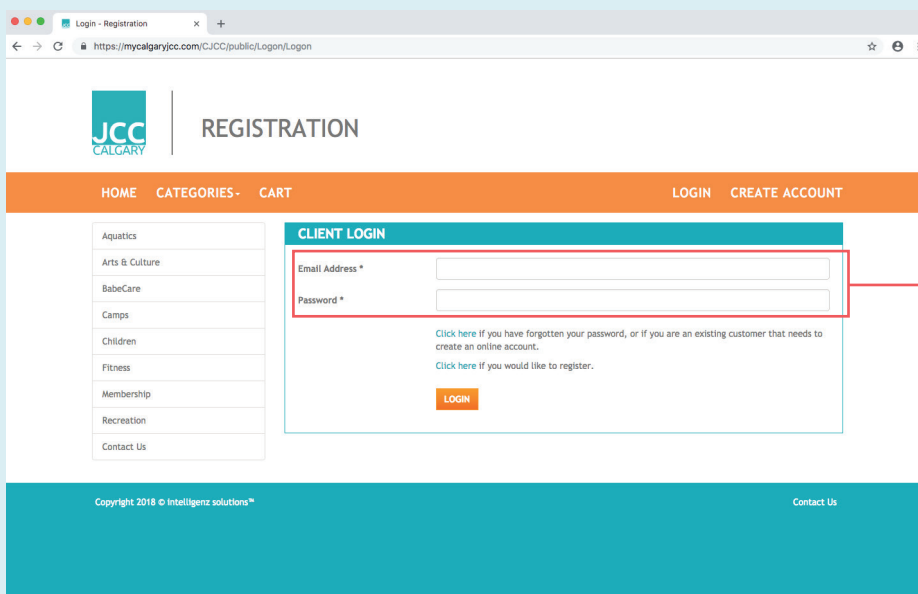 Login - Registration
https://mycalgaryjcc.com/CJCC/public/Logon/Logon
JCC
CALGARY
REGISTRATION
HOME CATEGORIES CART LOGIN CREATE ACCOUNT
Aquatics
Arts & Culture
BabeCare
Camps
Children
Fitness
Membership
Recreation
Contact Us
CLIENT LOGIN
Email Address *
Password *
Click here if you have forgotten your password, or if you are an existing customer that needs to
create an online account.
Click here if you would like to register.
LOGIN
Copyright 2018 © intelligenz solutions™
Contact Us